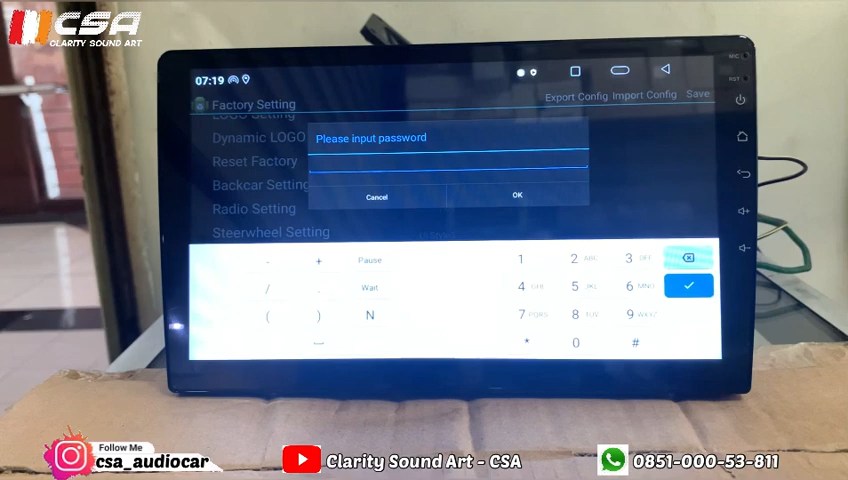 CSA
CLARITY SOUND ART
MIC
RST
07:19
Factory Setting
Export Config
Import Config
Save
LOGO Setting
Dynamic LOGO
Reset Factory
Backcar Setting
Radio Setting
Steerwheel Setting
Please input password
Cancel
OK
- + Pause 1 2 ABC 3 DEF
/ . Wait 4 GHI 5 JKL 6 MNO
( ) N 7 PQRS 8 TUV 9 WXYZ
* 0 #
Follow Me
csa_audiocar
Clarity Sound Art - CSA
0851-000-53-811